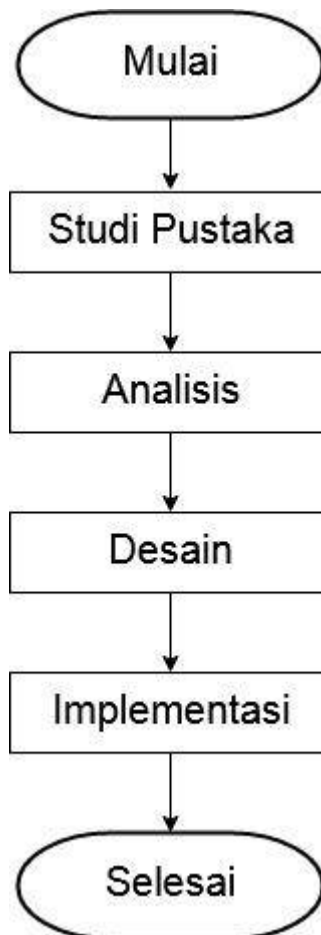 Mulai
Studi Pustaka
Analisis
Desain
Implementasi
Selesai